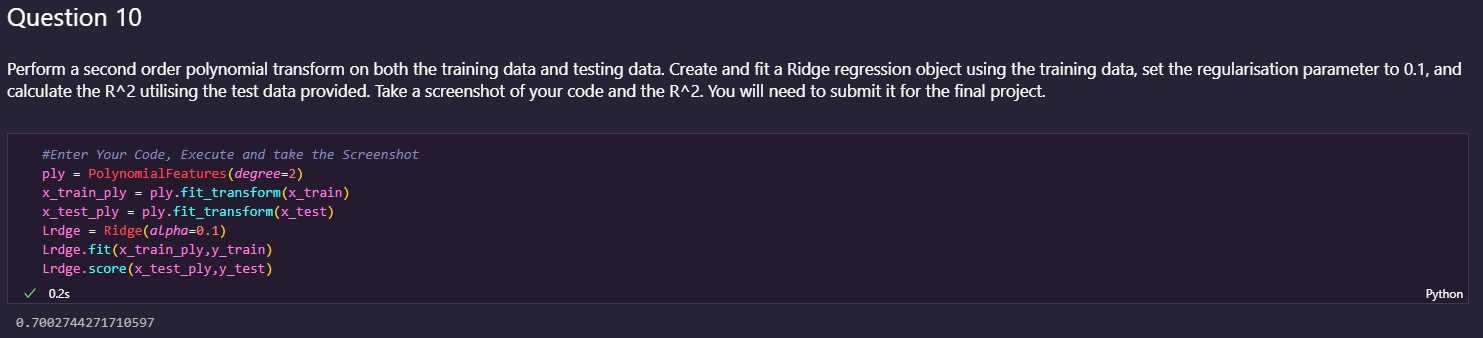 Question 10
Perform a second order polynomial transform on both the training data and testing data. Create and fit a Ridge regression object using the training data, set the regularisation parameter to 0.1, and
calculate the R^2 utilising the test data provided. Take a screenshot of your code and the R^2. You will need to submit it for the final project.
#Enter Your Code, Execute and take the Screenshot
ply = PolynomialFeatures(degree=2)
x_train_ply = ply.fit_transform(x_train)
x_test_ply = ply.fit_transform(x_test)
Lrdge = Ridge(alpha=0.1)
Lrdge.fit(x_train_ply,y_train)
Lrdge.score(x_test_ply,y_test)
✓ 0.2s
Python
0.7002744271710597